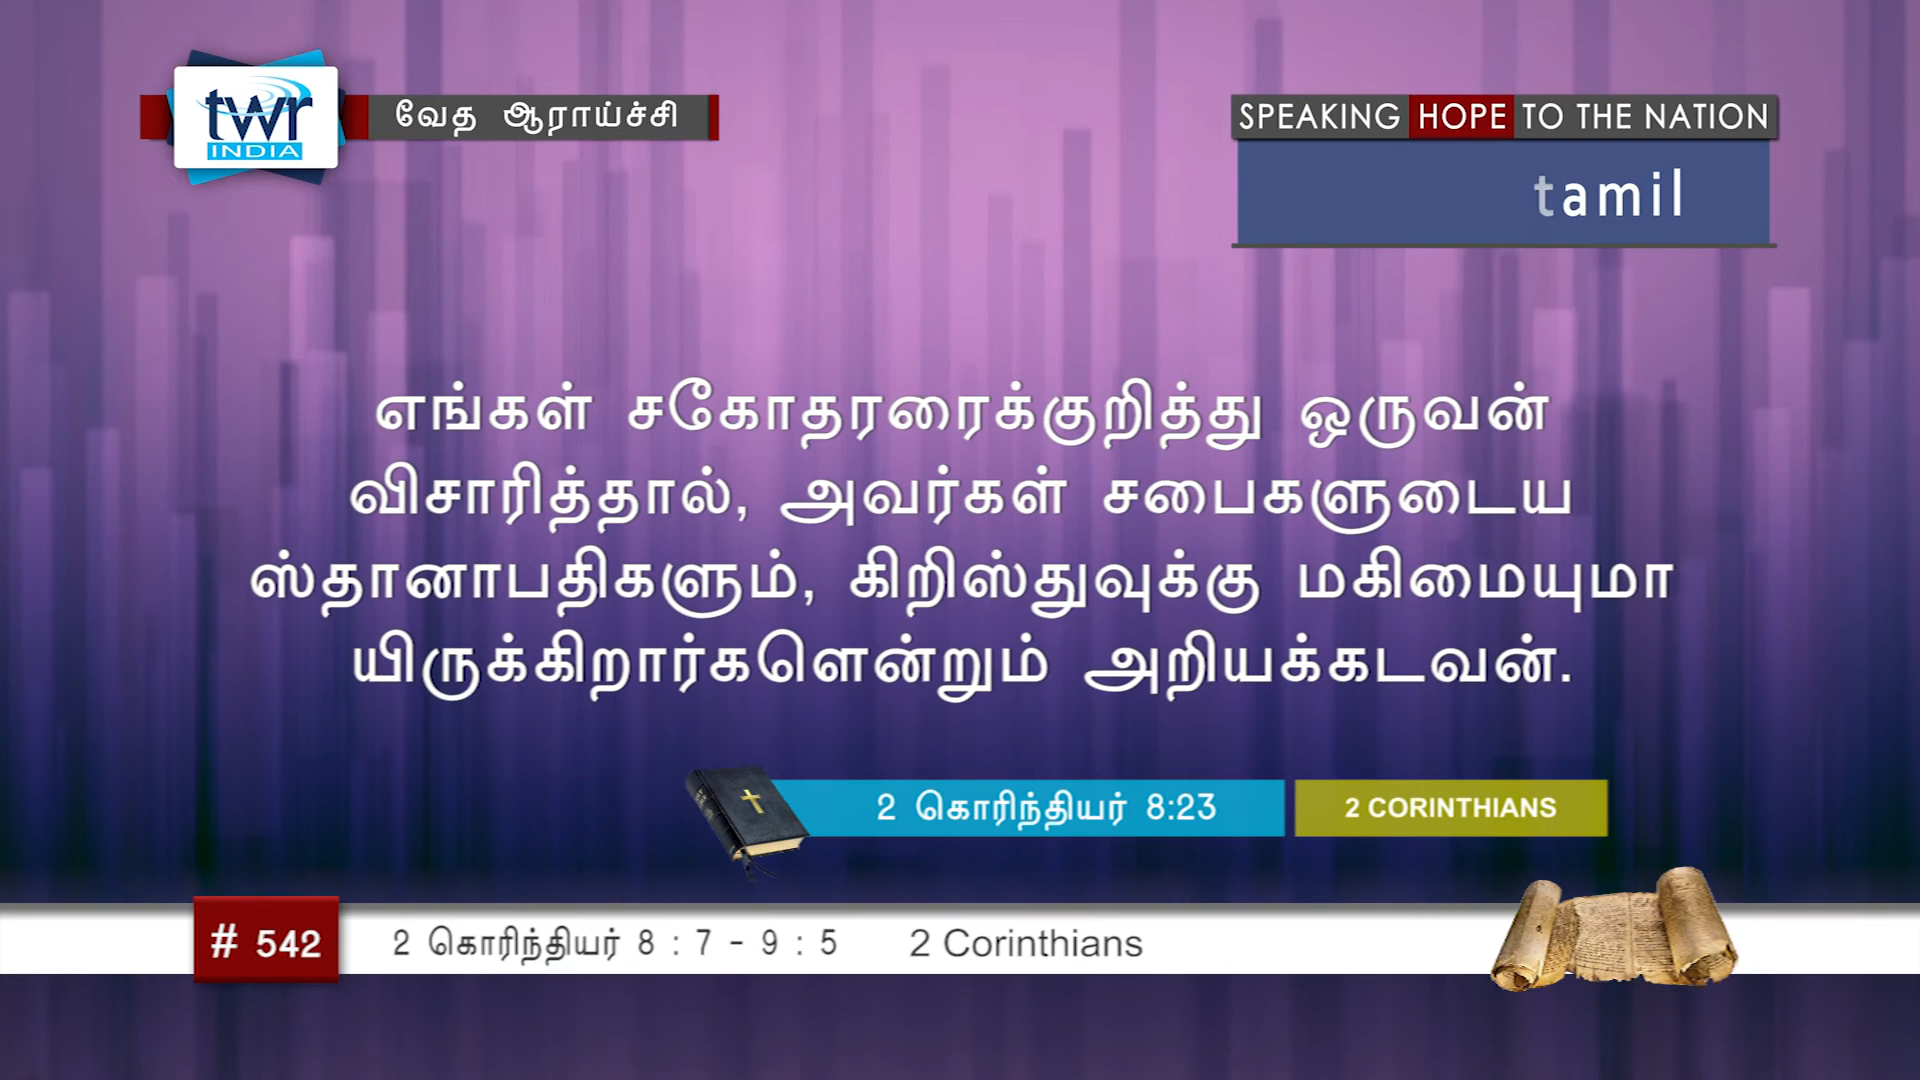 twr
INDIA
வேத ஆராய்ச்சி
SPEAKING HOPE TO THE NATION
tamil
எங்கள் சகோதரரைக்குறித்து ஒருவன்
விசாரித்தால், அவர்கள் சபைகளுடைய
ஸ்தானாபதிகளும், கிறிஸ்துவுக்கு மகிமையுமா
யிருக்கிறார்களென்றும் அறியக்கடவன்.
2 கொரிந்தியர் 8:23
2 CORINTHIANS
# 542
2 கொரிந்தியர் 8 : 7 - 9 : 5
2 Corinthians